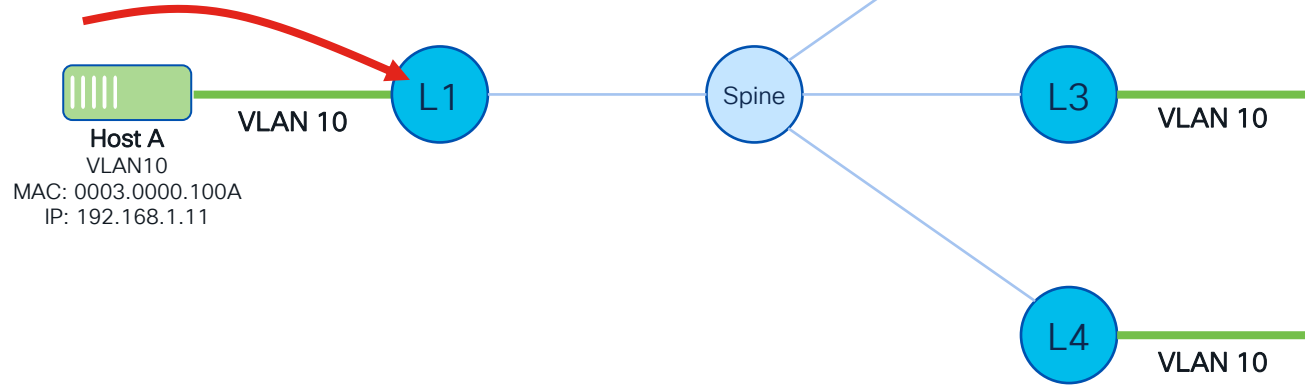 L1
Spine
L3
VLAN 10
VLAN 10
Host A
VLAN10
MAC: 0003.0000.100A
IP: 192.168.1.11
L4
VLAN 10